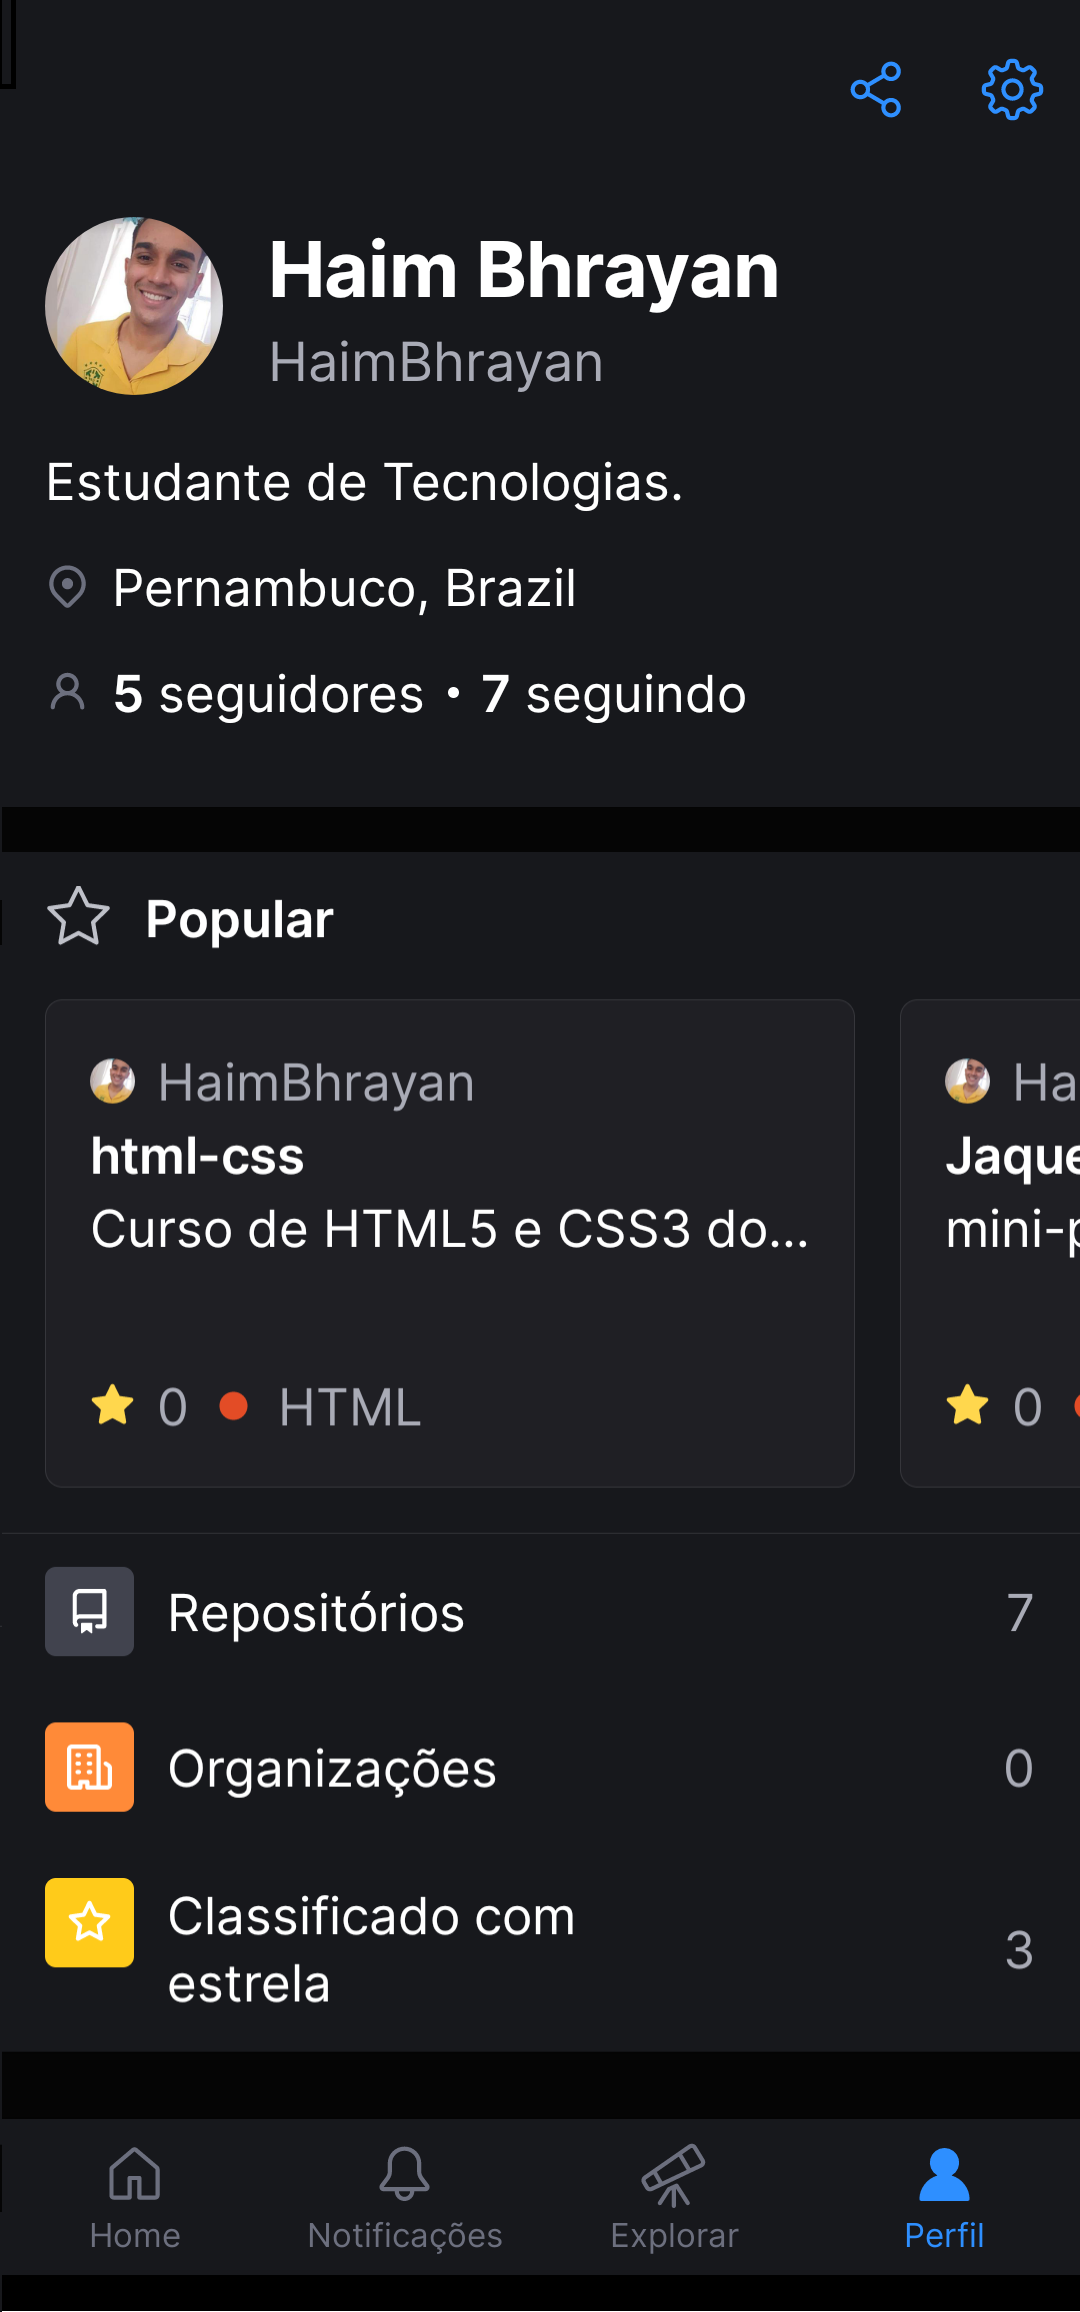 Haim Bhrayan
HaimBhrayan
Estudante de Tecnologias.
Pernambuco, Brazil
5 seguidores • 7 seguindo
Popular
HaimBhrayan
html-css
Curso de HTML5 e CSS3 do...
0 HTML
Ha
Jaque
mini-p
0
Repositórios 7
Organizações 0
Classificado com
estrela 3
Home Notificações Explorar Perfil